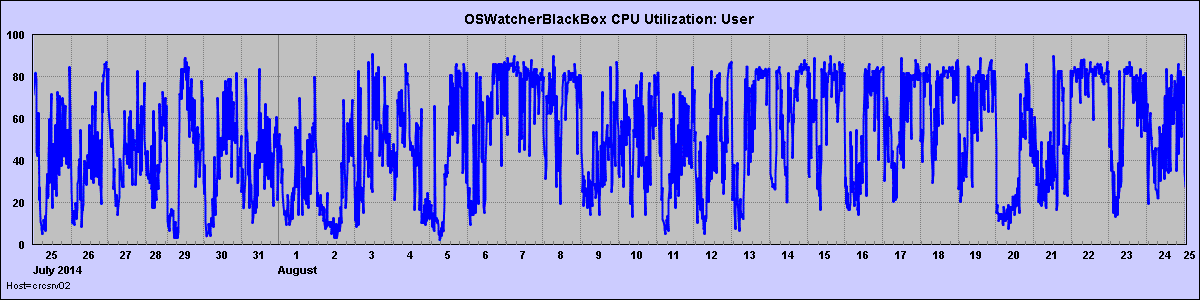 OSWatcherBlackBox CPU Utilization: User
100
80
60
40
20
0
25 26 27 28 29 30 31 1 2 3 4 5 6 7 8 9 10 11 12 13 14 15 16 17 18 19 20 21 22 23 24 25
July 2014 August
Host=crcsrv02